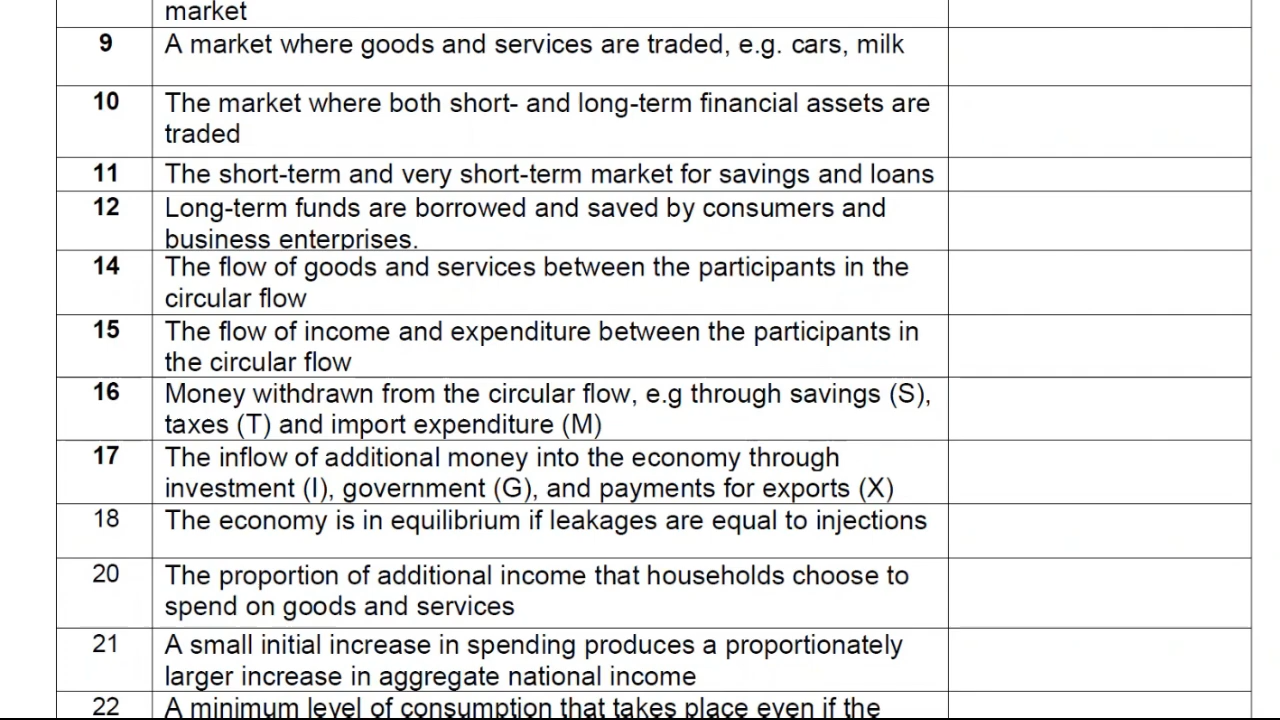 market
9 A market where goods and services are traded, e.g. cars, milk
10 The market where both short- and long-term financial assets are
traded
11 The short-term and very short-term market for savings and loans
12 Long-term funds are borrowed and saved by consumers and
business enterprises.
14 The flow of goods and services between the participants in the
circular flow
15 The flow of income and expenditure between the participants in
the circular flow
16 Money withdrawn from the circular flow, e.g through savings (S),
taxes (T) and import expenditure (M)
17 The inflow of additional money into the economy through
investment (I), government (G), and payments for exports (X)
18 The economy is in equilibrium if leakages are equal to injections
20 The proportion of additional income that households choose to
spend on goods and services
21 A small initial increase in spending produces a proportionately
larger increase in aggregate national income
22 A minimum level of consumption that takes place even if the